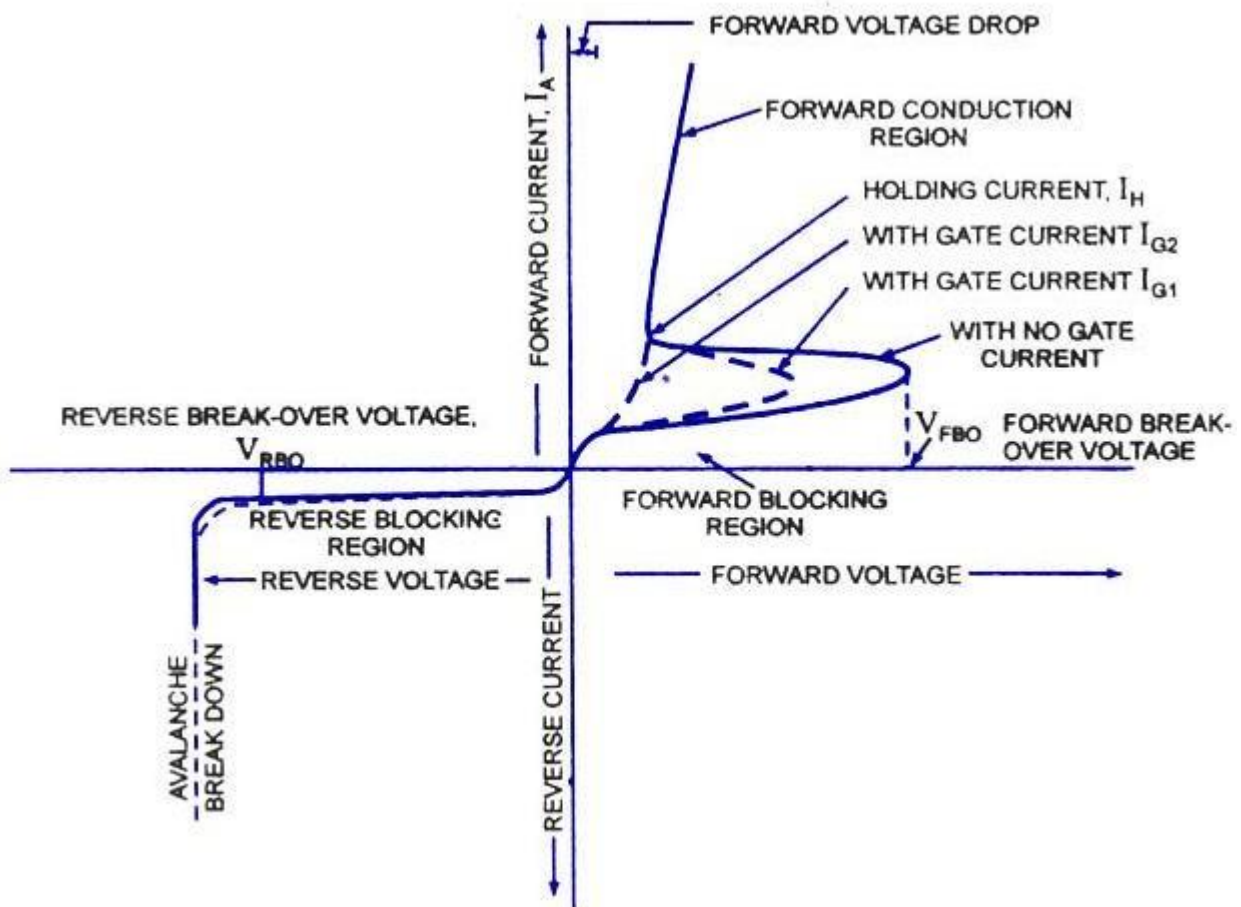 FORWARD VOLTAGE DROP
FORWARD CURRENT, I_A
FORWARD CONDUCTION
REGION
HOLDING CURRENT, I_H
WITH GATE CURRENT I_G2
WITH GATE CURRENT I_G1
WITH NO GATE
CURRENT
REVERSE BREAK-OVER VOLTAGE,
V_RBO
V_FBO
FORWARD BREAK-
OVER VOLTAGE
REVERSE BLOCKING
REGION
FORWARD BLOCKING
REGION
REVERSE VOLTAGE
FORWARD VOLTAGE
AVALANCHE
BREAK DOWN
REVERSE CURRENT